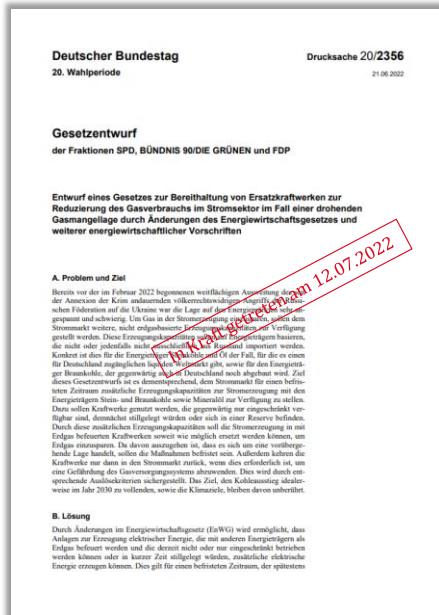 Deutscher Bundestag
Drucksache 20/2356
20. Wahlperiode
21.06.2022
Gesetzentwurf
der Fraktionen SPD, BÜNDNIS 90/DIE GRÜNEN und FDP
Entwurf eines Gesetzes zur Bereithaltung von Ersatzkraftwerken zur
Reduzierung des Gasverbrauchs im Stromsektor im Fall einer drohenden
Gasmangellage durch Änderungen des Energiewirtschaftsgesetzes und
weiterer energiewirtschaftlicher Vorschriften
In Kraft getreten am 12.07.2022
A. Problem und Ziel
Bereits vor der im Februar 2022 begonnenen weitflächigen Ausweitung des seit
der Annexion der Krim andauernden völkerrechtswidrigen Angriffs der Russi-
schen Föderation auf die Ukraine war die Lage auf den Energiemärkten sehr an-
gespannt und schwierig. Um Gas in der Stromerzeugung einzusparen, sollen dem
Strommarkt weitere, nicht erdgasbasierte Erzeugungskapazitäten zur Verfügung
gestellt werden. Diese Erzeugungskapazitäten sollen auf Energieträgern basieren,
die nicht oder jedenfalls nicht ausschließlich aus Russland importiert werden.
Konkret ist dies für die Energieträger Steinkohle und Öl der Fall, für die es einen
für Deutschland zugänglichen liquiden Weltmarkt gibt, sowie für den Energieträ-
ger Braunkohle, der gegenwärtig auch in Deutschland noch abgebaut wird. Ziel
dieses Gesetzentwurfs ist es dementsprechend, dem Strommarkt für einen befris-
teten Zeitraum zusätzliche Erzeugungskapazitäten zur Stromerzeugung mit den
Energieträgern Stein- und Braunkohle sowie Mineralöl zur Verfügung zu stellen.
Dazu sollen Kraftwerke genutzt werden, die gegenwärtig nur eingeschränkt ver-
fügbar sind, demnächst stillgelegt würden oder sich in einer Reserve befinden.
Durch diese zusätzlichen Erzeugungskapazitäten soll die Stromerzeugung in mit
Erdgas befeuerten Kraftwerken soweit wie möglich ersetzt werden können, um
Erdgas einzusparen. Da davon auszugehen ist, dass es sich um eine vorüberge-
hende Lage handelt, sollen die Maßnahmen befristet sein. Außerdem kehren die
Kraftwerke nur dann in den Strommarkt zurück, wenn dies erforderlich ist, um
eine Gefährdung des Gasversorgungssystems abzuwenden. Dies wird durch ent-
sprechende Auslösekriterien sichergestellt. Das Ziel, den Kohleausstieg idealer-
weise im Jahr 2030 zu vollenden, sowie die Klimaziele, bleiben davon unberührt.
B. Lösung
Durch Änderungen im Energiewirtschaftsgesetz (EnWG) wird ermöglicht, dass
Anlagen zur Erzeugung elektrischer Energie, die mit anderen Energieträgern als
Erdgas befeuert werden und die derzeit nicht oder nur eingeschränkt betrieben
werden können oder in kurzer Zeit stillgelegt würden, zusätzliche elektrische
Energie erzeugen können. Dies gilt für einen befristeten Zeitraum, der spätestens